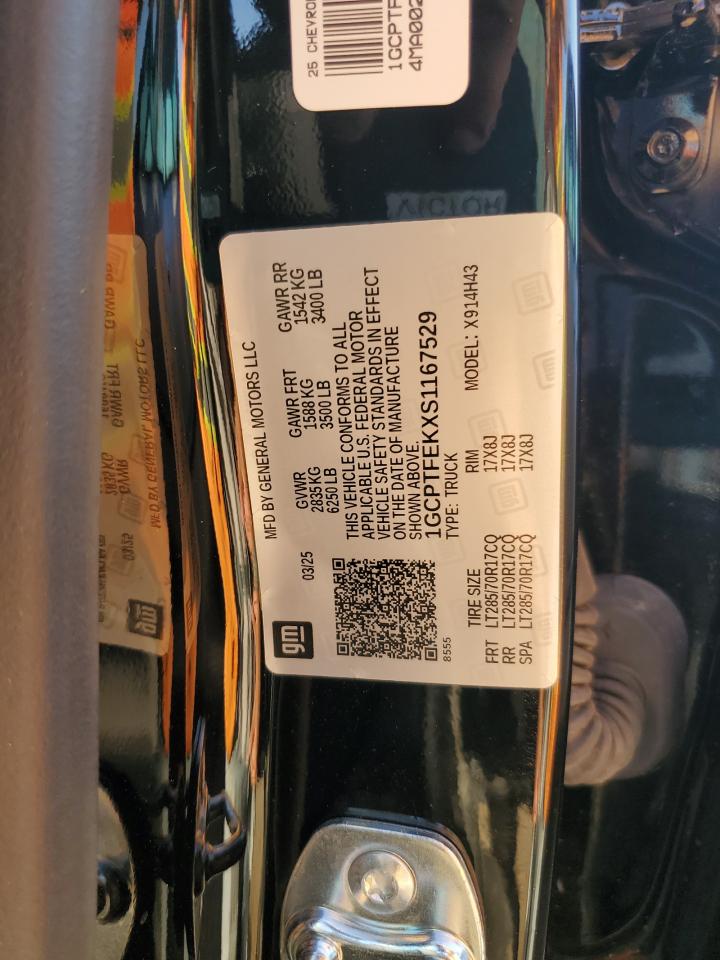 25 CHEVRO
1GCPTF
4MA002
VICTOR
gm
03/25
MFD BY GENERAL MOTORS LLC
GVWR GAWR FRT GAWR RR
2835 KG 1588 KG 1542 KG
6250 LB 3500 LB 3400 LB
THIS VEHICLE CONFORMS TO ALL
APPLICABLE U.S. FEDERAL MOTOR
VEHICLE SAFETY STANDARDS IN EFFECT
ON THE DATE OF MANUFACTURE
SHOWN ABOVE.
1GCPTFEKXS1167529
8555
TYPE: TRUCK MODEL: X914H43
TIRE SIZE RIM
FRT LT285/70R17CQ 17X8J
RR LT285/70R17CQ 17X8J
SPA LT285/70R17CQ 17X8J